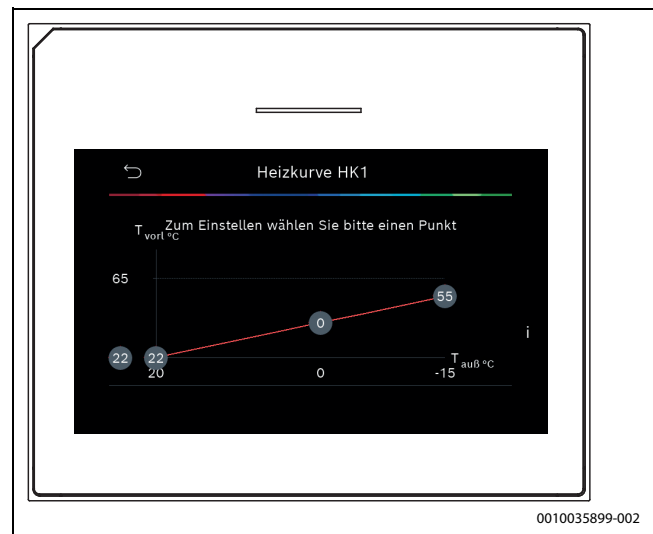 Heizkurve HK1
Zum Einstellen wählen Sie bitte einen Punkt
T vorl °C
65
55
0
22 22
T auß °C
20 0 -15
i
0010035899-002